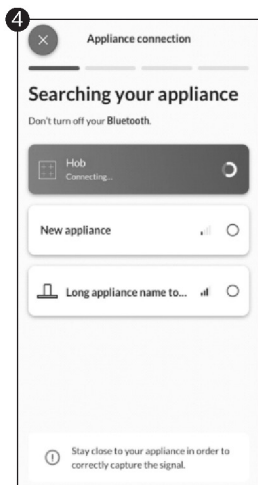 4
Appliance connection
Searching your appliance
Don't turn off your Bluetooth.
Hob
Connecting...
New appliance
Long appliance name to...
Stay close to your appliance in order to
correctly capture the signal.